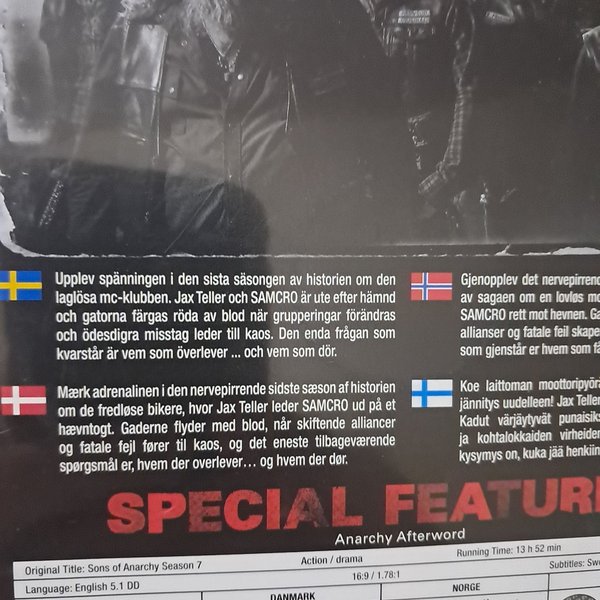 Upplev spänningen i den sista säsongen av historien om den
laglösa mc-klubben. Jax Teller och SAMCRO är ute efter hämnd
och gatorna färgas röda av blod när grupperingar förändras
och ödesdigra misstag leder till kaos. Den enda frågan som
kvarstår är vem som överlever ... och vem som dör.
Gjenopplev det nervepirrend
av sagaen om en lovløs mo
SAMCRO rett mot hevnen. Ga
allianser og fatale feil skape
som gjenstår er hvem som få
Mærk adrenalinen i den nervepirrende sidste sæson af historien
om de fredløse bikere, hvor Jax Teller leder SAMCRO ud på et
hævntogt. Gaderne flyder med blod, når skiftende alliancer
og fatale fejl fører til kaos, og det eneste tilbageværende
spørgsmål er, hvem der overlever... og hvem der dør.
Koe laittoman moottoripyörä
jännitys uudelleen! Jax Teller
Kadut värjäytyvät punaisiks
ja kohtalokkaiden virheiden
kysymys on, kuka jää henkiin
SPECIAL FEATURE
Anarchy Afterword
Original Title: Sons of Anarchy Season 7
Action / drama
Running Time: 13 h 52 min
Language: English 5.1 DD
16:9 / 1.78:1
Subtitles: Swe
DANMARK
NORGE